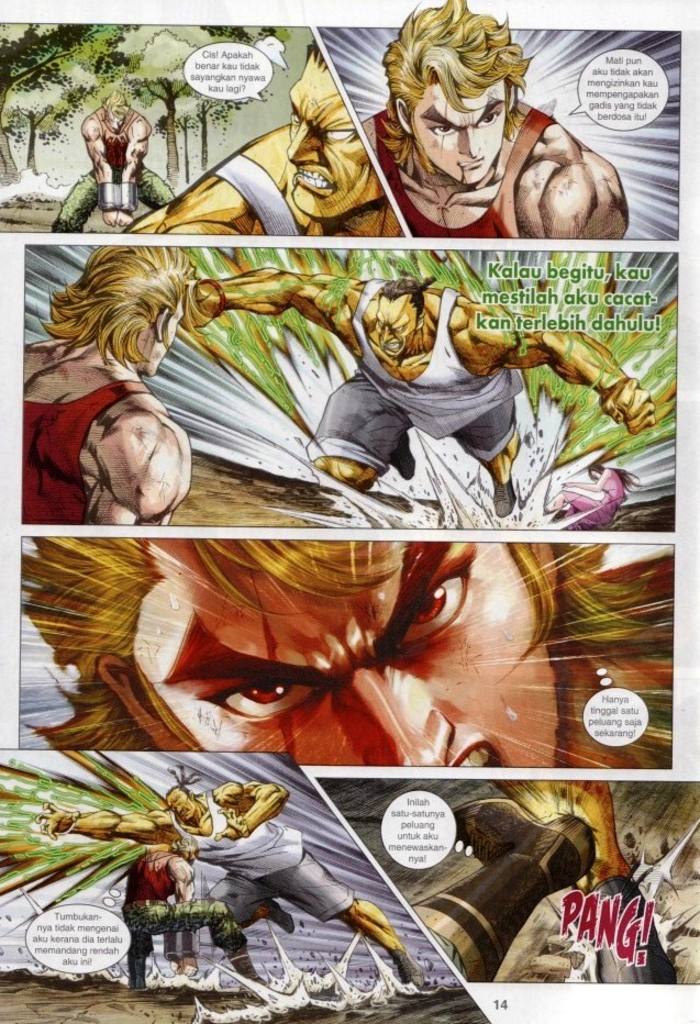 Cis! Apakah
benar kau tidak
sayangkan nyawa
kau lagi?
Mati pun
aku tidak akan
mengizinkan kau
mempengapakan
gadis yang tidak
berdosa itu!
Kalau begitu, kau
mestilah aku cacat-
kan terlebih dahulu!
Hanya
tinggal satu
peluang saja
sekarang!
Tumbukan-
nya tidak mengenai
aku kerana dia terlalu
memandang rendah
aku ini!
Inilah
satu-satunya
peluang untuk aku
menewaskan-
nya!
PANG!
14